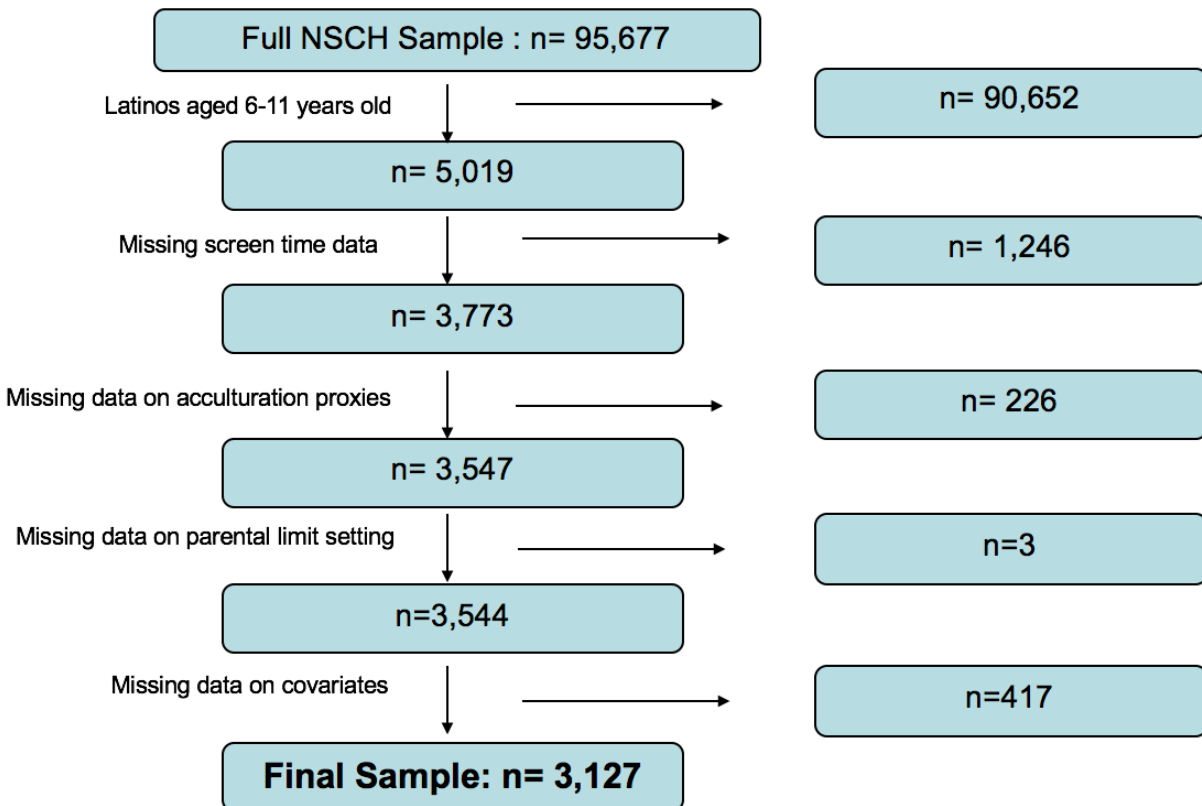 Full NSCH Sample : n= 95,677
Latinos aged 6-11 years old
n= 90,652
n= 5,019
Missing screen time data
n= 1,246
n= 3,773
Missing data on acculturation proxies
n= 226
n= 3,547
Missing data on parental limit setting
n=3
n=3,544
Missing data on covariates
n=417
Final Sample: n= 3,127